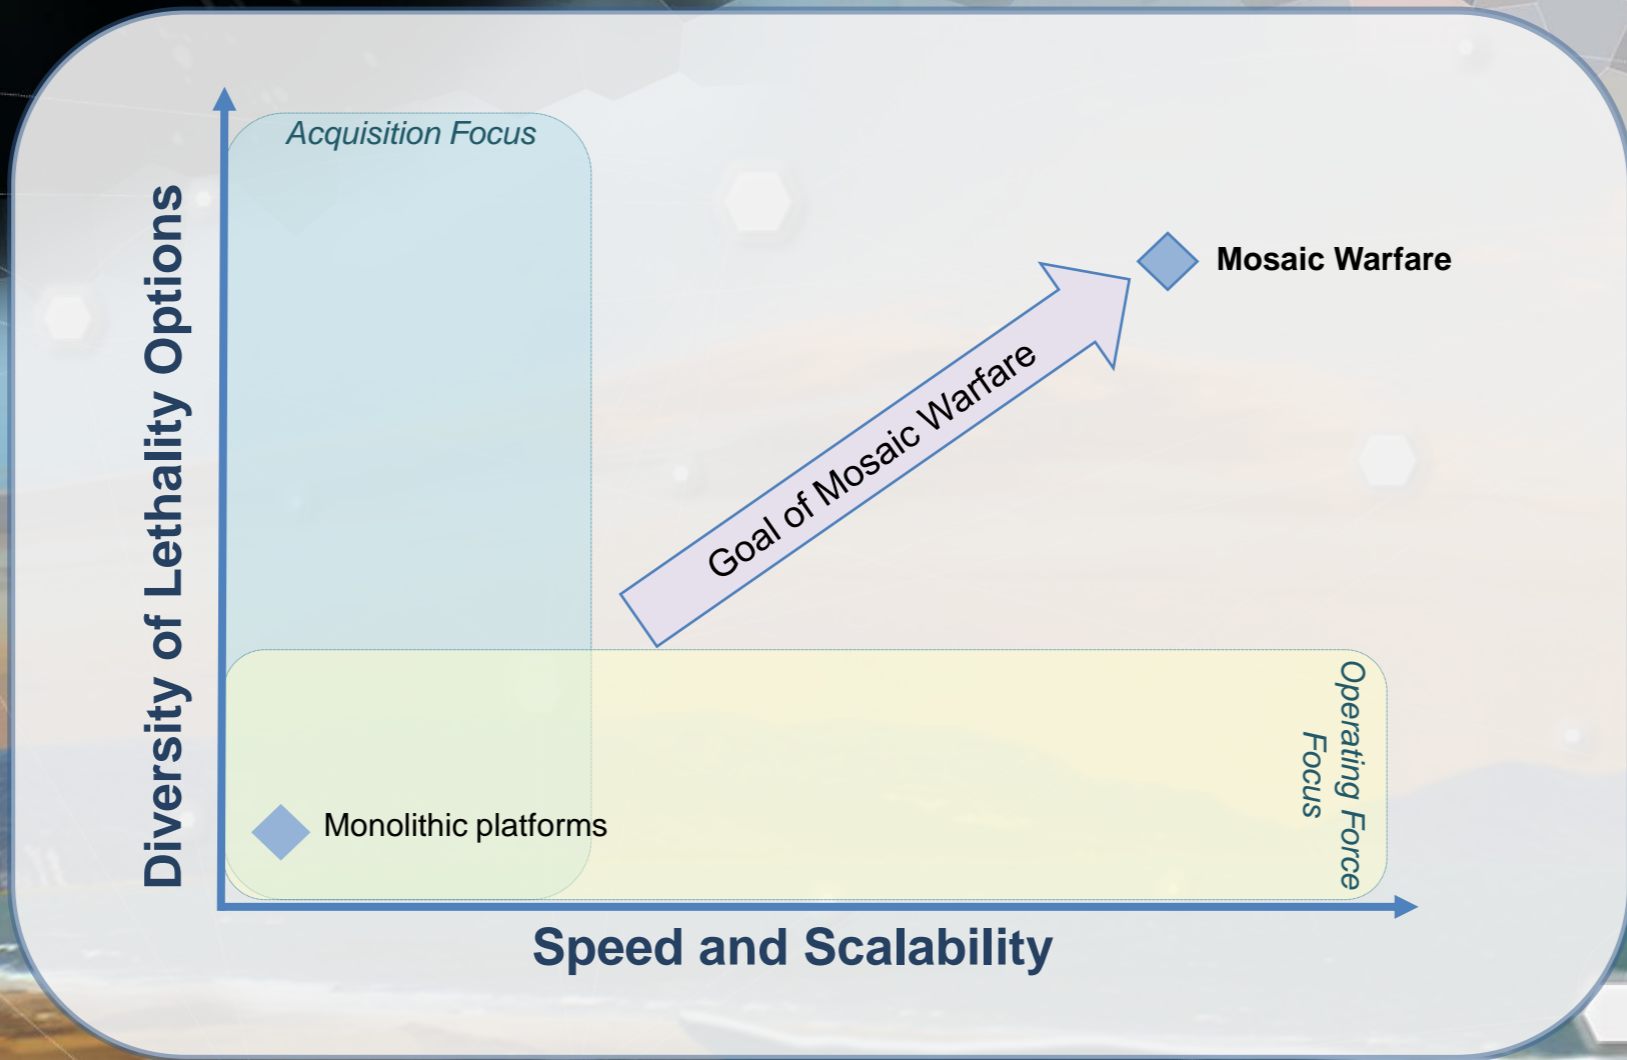 Acquisition Focus
Diversity of Lethality Options
Mosaic Warfare
Goal of Mosaic Warfare
Operating Force
Focus
Monolithic platforms
Speed and Scalability